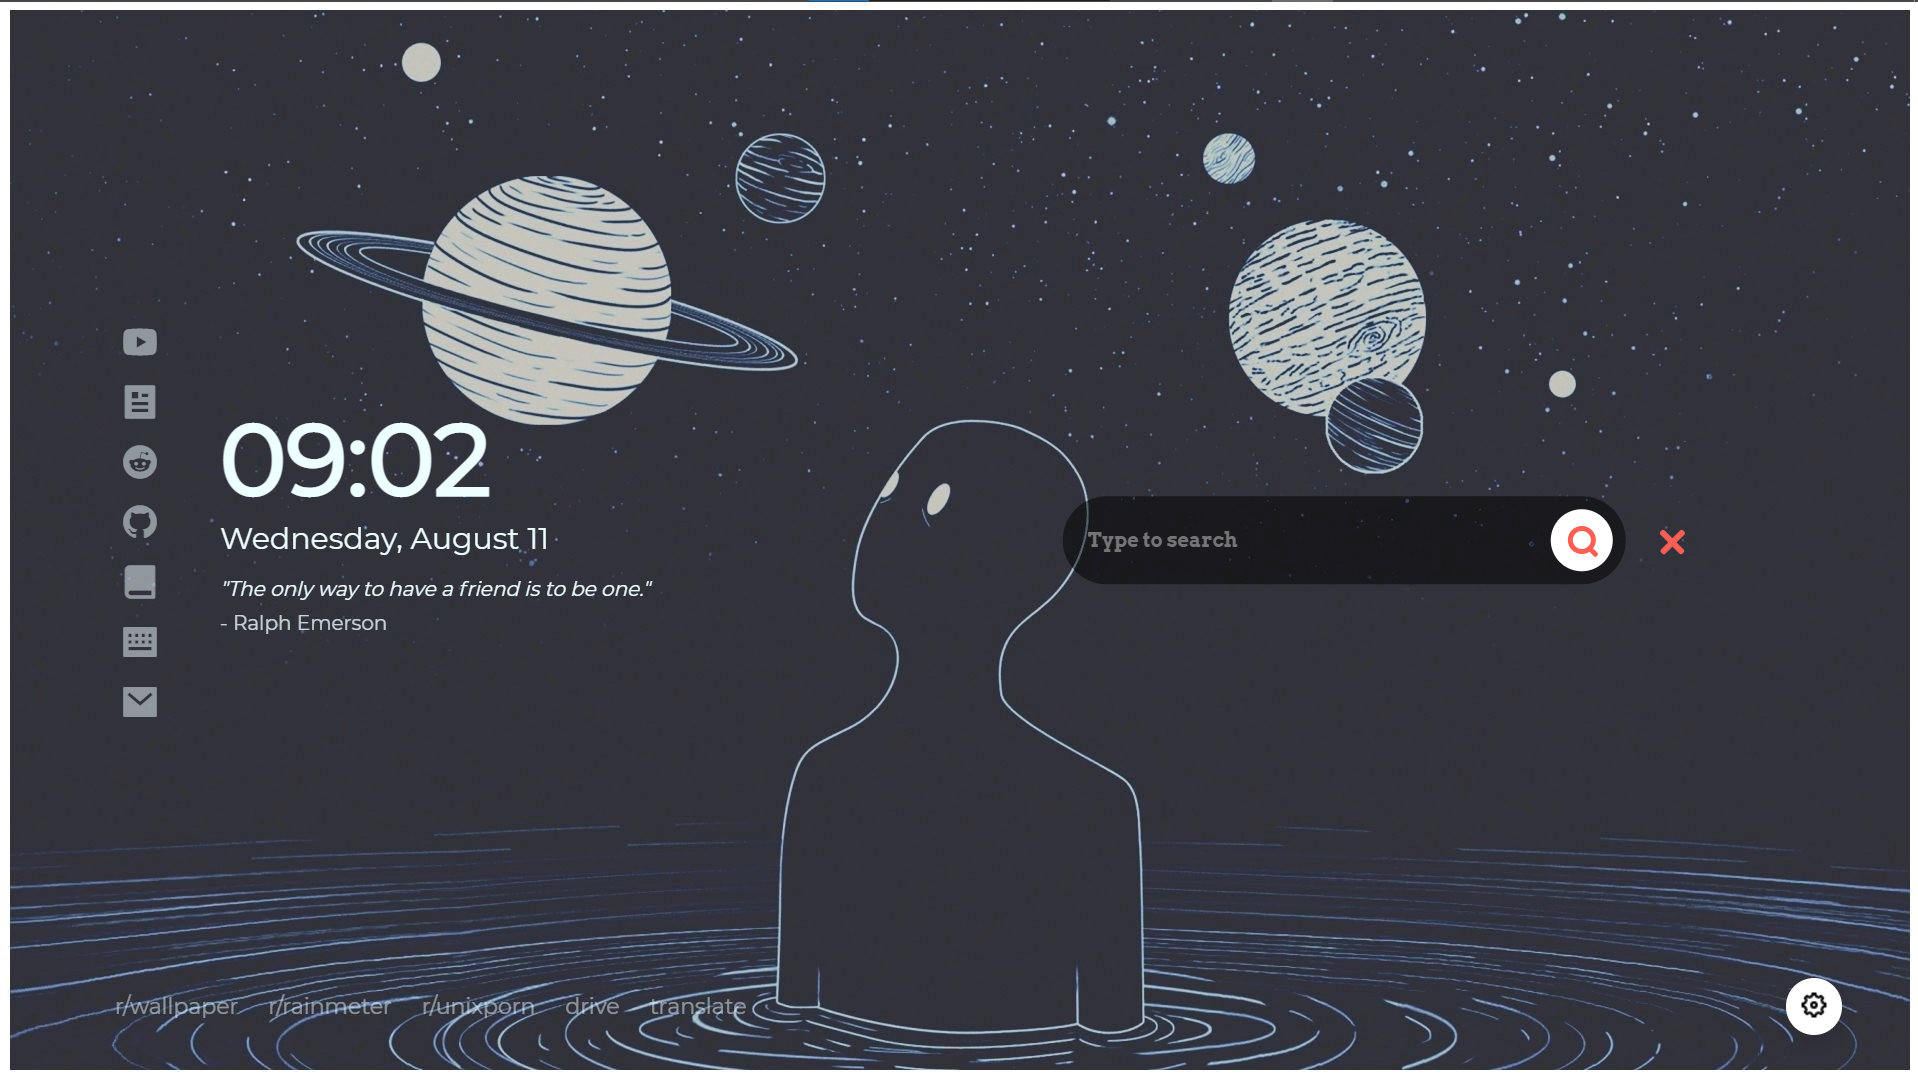 09:02
Wednesday, August 11
"The only way to have a friend is to be one."
- Ralph Emerson
Type to search
r/wallpaper r/rainmeter r/unixporn drive translate